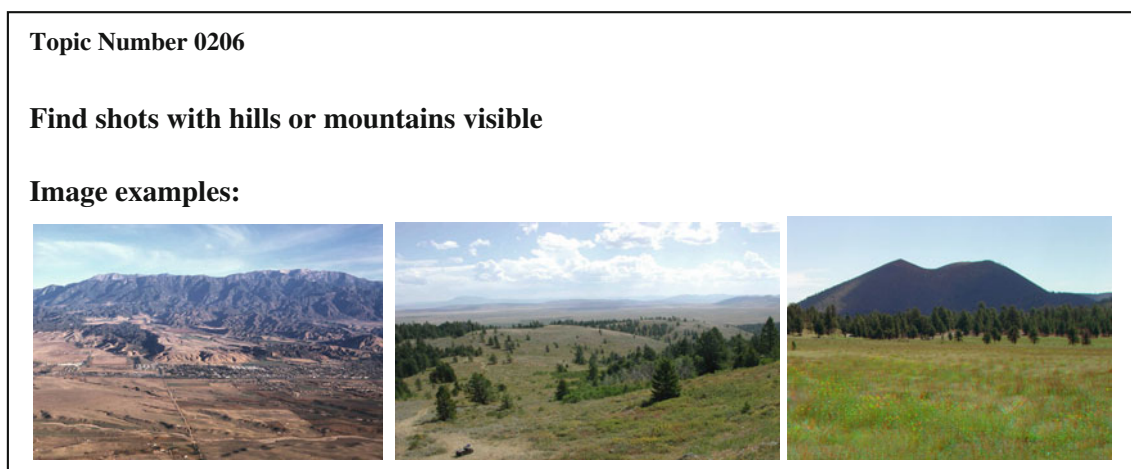 Topic Number 0206
Find shots with hills or mountains visible
Image examples: